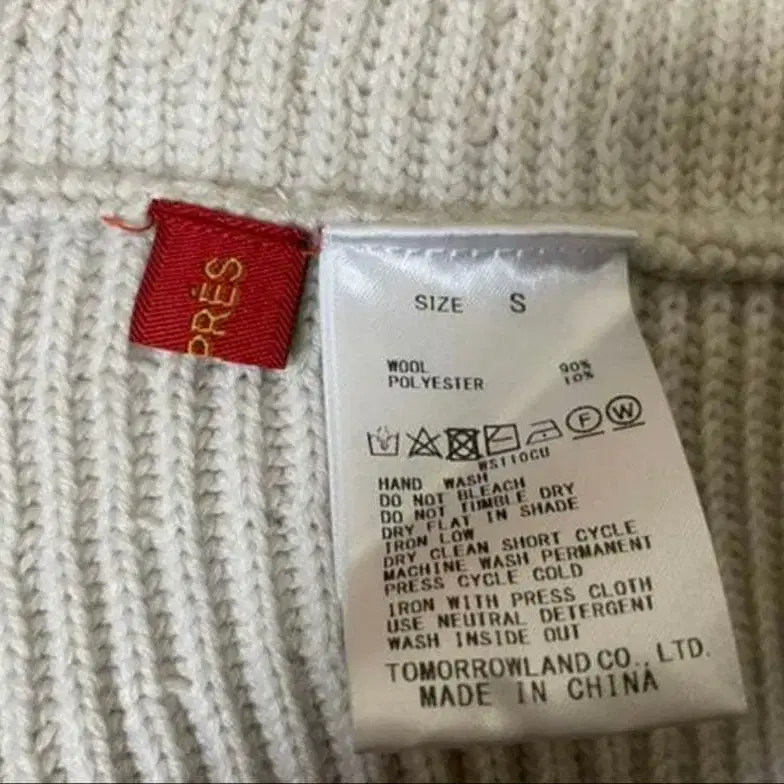 PRÉS
SIZE S
WOOL 90%
POLYESTER 10%
F W
WS110CU
HAND WASH
DO NOT BLEACH
DO NOT TUMBLE DRY
DRY FLAT IN SHADE
IRON LOW
DRY CLEAN SHORT CYCLE
MACHINE WASH PERMANENT
PRESS CYCLE COLD
IRON WITH PRESS CLOTH
USE NEUTRAL DETERGENT
WASH INSIDE OUT
TOMORROWLAND CO., LTD.
MADE IN CHINA